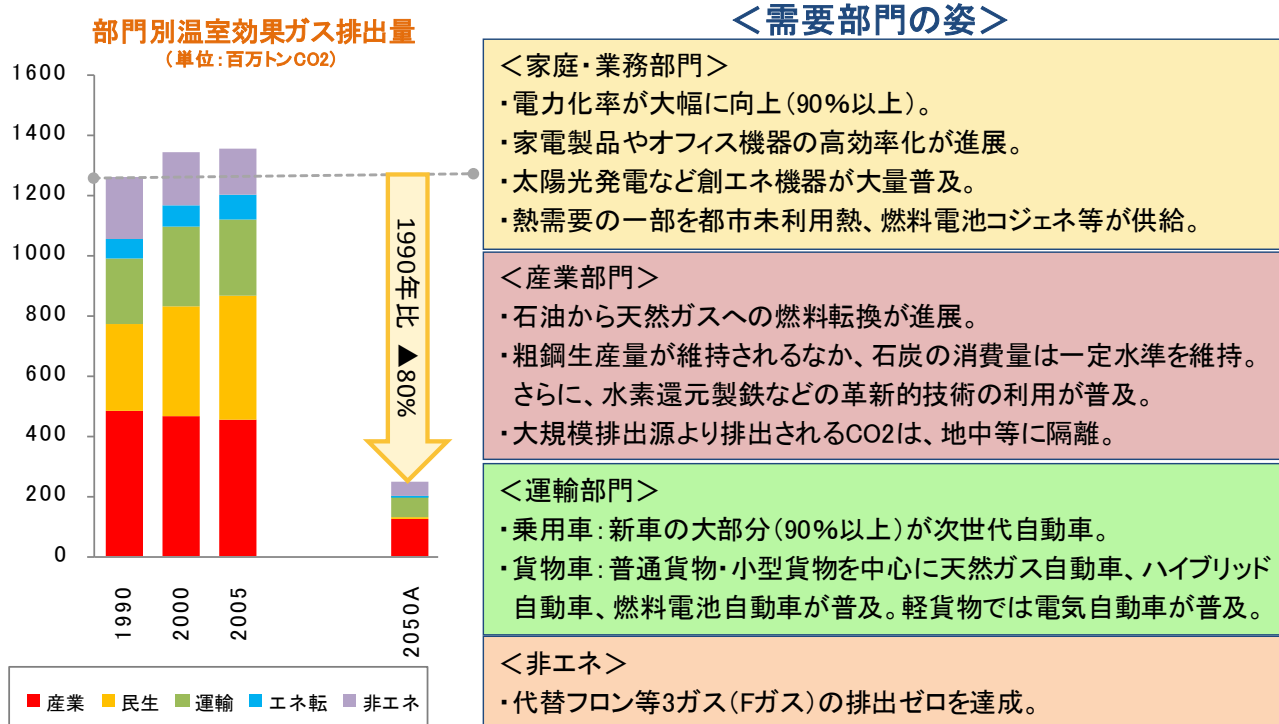 部門別温室効果ガス排出量
（単位：百万トンCO2）
1600
1400
1200
1000
800
600
400
200
0
1990年比 ▲80%
1990
2000
2005
2050A
産業 民生 運輸 エネ転 非エネ
＜需要部門の姿＞
＜家庭・業務部門＞
・電力化率が大幅に向上（90％以上）。
・家電製品やオフィス機器の高効率化が進展。
・太陽光発電など創エネ機器が大量普及。
・熱需要の一部を都市未利用熱、燃料電池コジェネ等が供給。
＜産業部門＞
・石油から天然ガスへの燃料転換が進展。
・粗鋼生産量が維持されるなか、石炭の消費量は一定水準を維持。
さらに、水素還元製鉄などの革新的技術の利用が普及。
・大規模排出源より排出されるCO2は、地中等に隔離。
＜運輸部門＞
・乗用車：新車の大部分（90％以上）が次世代自動車。
・貨物車：普通貨物・小型貨物を中心に天然ガス自動車、ハイブリッド
自動車、燃料電池自動車が普及。軽貨物では電気自動車が普及。
＜非エネ＞
・代替フロン等3ガス（Fガス）の排出ゼロを達成。